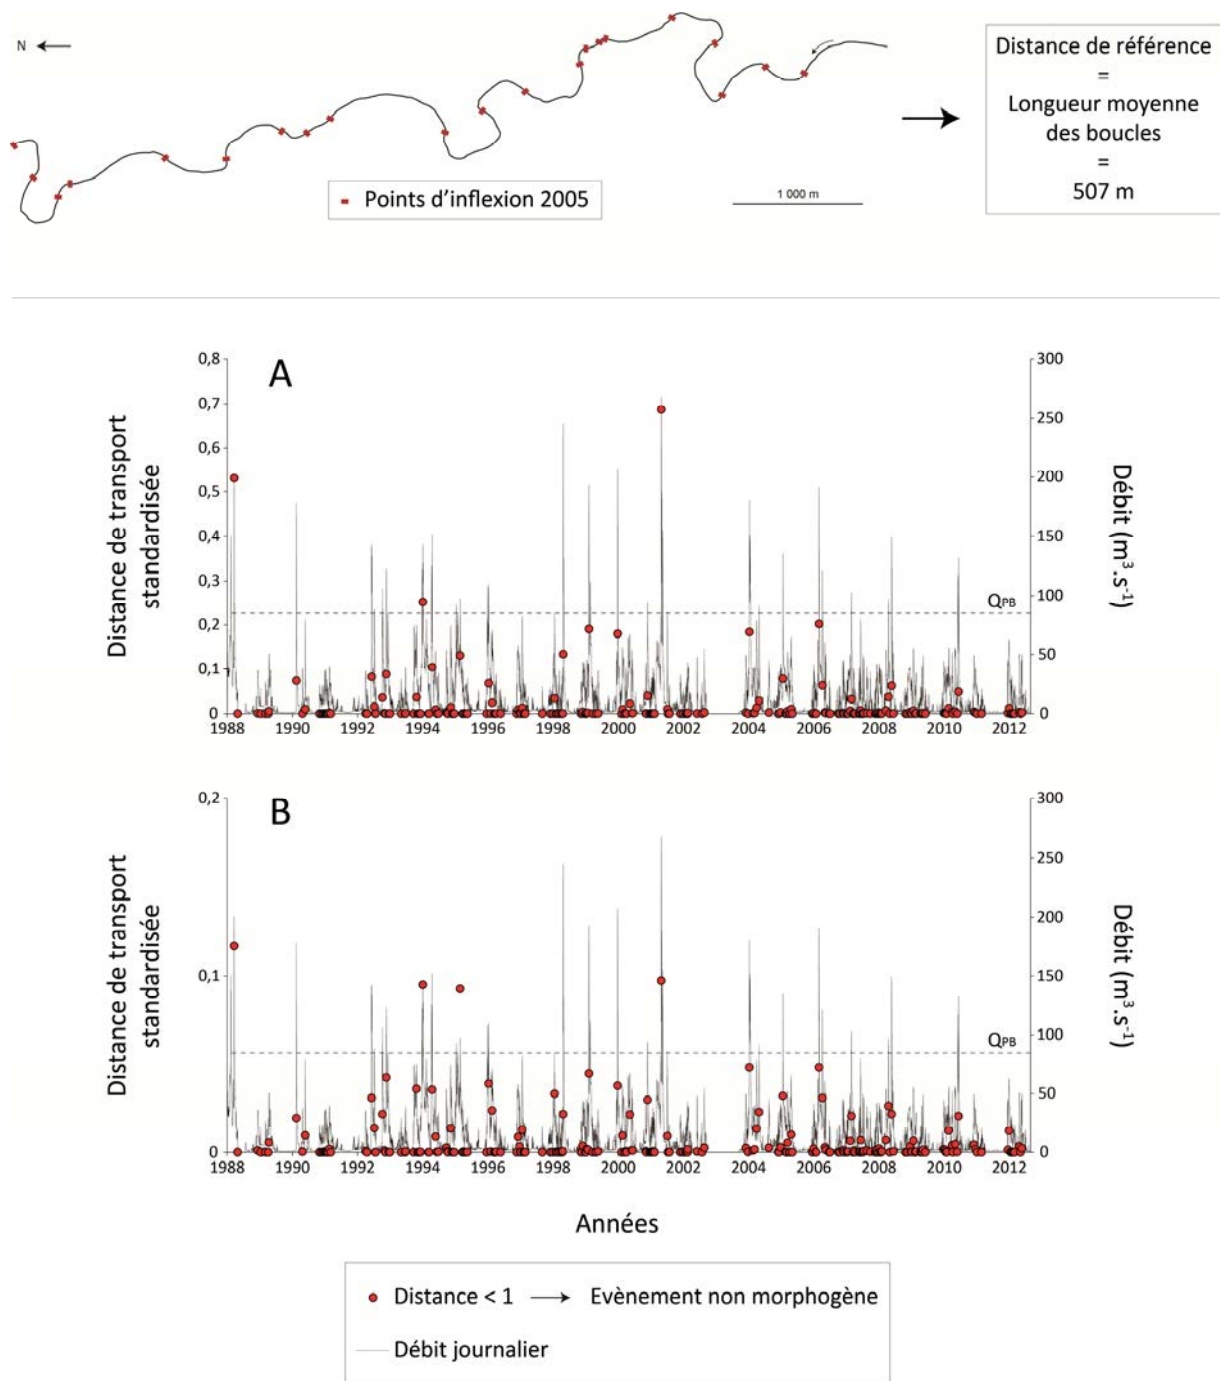 N
Points d'inflexion 2005
1 000 m
Distance de référence
=
Longueur moyenne
des boucles
=
507 m
A
Distance de transport
standardisée
0,8
0,7
0,6
0,5
0,4
0,3
0,2
0,1
0
300
250
200
150
100
50
0
Débit (m³.s⁻¹)
QPB
1988
1990
1992
1994
1996
1998
2000
2002
2004
2006
2008
2010
2012
B
Distance de transport
standardisée
0,2
0,1
0
300
250
200
150
100
50
0
Débit (m³.s⁻¹)
QPB
1988
1990
1992
1994
1996
1998
2000
2002
2004
2006
2008
2010
2012
Années
Distance < 1
Evènement non morphogène
Débit journalier